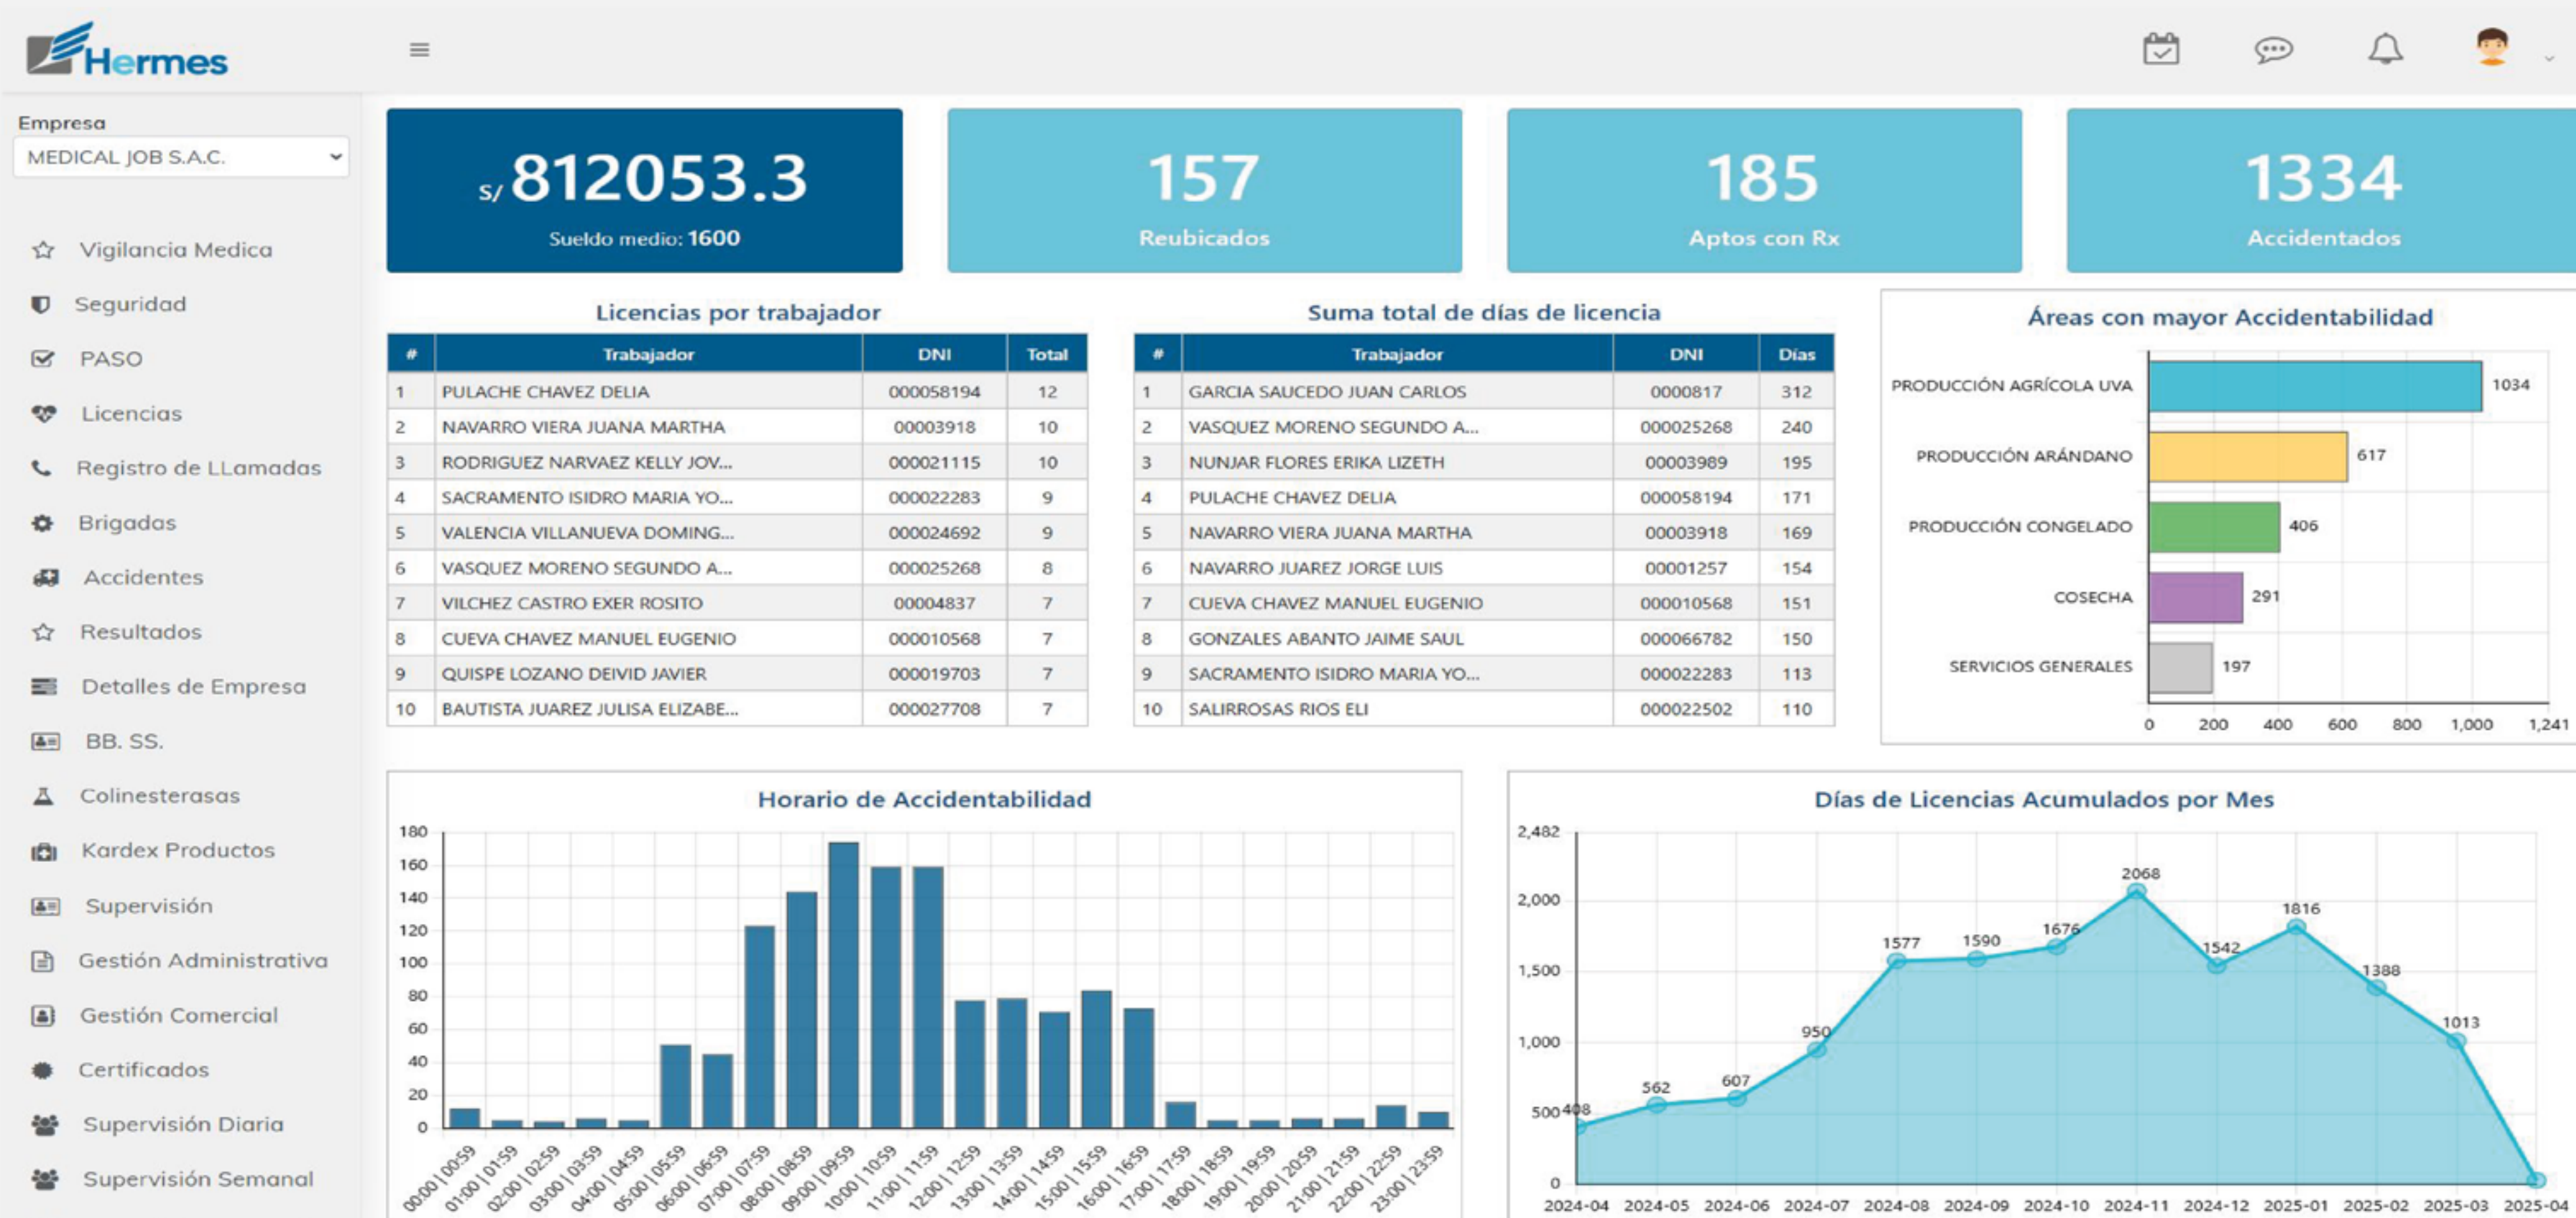 Hermes
Empresa
MEDICAL JOB S.A.C.
Vigilancia Medica
Seguridad
PASO
Licencias
Registro de LLamadas
Brigadas
Accidentes
Resultados
Detalles de Empresa
BB. SS.
Colinesterasas
Kardex Productos
Supervisión
Gestión Administrativa
Gestión Comercial
Certificados
Supervisión Diaria
Supervisión Semanal
S/ 812053.3
Sueldo medio: 1600
157
Reubicados
185
Aptos con Rx
1334
Accidentados
Licencias por trabajador
# Trabajador DNI Total
1 PULACHE CHAVEZ DELIA 000058194 12
2 NAVARRO VIERA JUANA MARTHA 00003918 10
3 RODRIGUEZ NARVAEZ KELLY JOV... 000021115 10
4 SACRAMENTO ISIDRO MARIA YO... 000022283 9
5 VALENCIA VILLANUEVA DOMING... 000024692 9
6 VASQUEZ MORENO SEGUNDO A... 000025268 8
7 VILCHEZ CASTRO EXER ROSITO 00004837 7
8 CUEVA CHAVEZ MANUEL EUGENIO 000010568 7
9 QUISPE LOZANO DEIVID JAVIER 000019703 7
10 BAUTISTA JUAREZ JULISA ELIZABE... 000027708 7
Suma total de días de licencia
# Trabajador DNI Días
1 GARCIA SAUCEDO JUAN CARLOS 0000817 312
2 VASQUEZ MORENO SEGUNDO A... 000025268 240
3 NUNJAR FLORES ERIKA LIZETH 00003989 195
4 PULACHE CHAVEZ DELIA 000058194 171
5 NAVARRO VIERA JUANA MARTHA 00003918 169
6 NAVARRO JUAREZ JORGE LUIS 00001257 154
7 CUEVA CHAVEZ MANUEL EUGENIO 000010568 151
8 GONZALES ABANTO JAIME SAUL 000066782 150
9 SACRAMENTO ISIDRO MARIA YO... 000022283 113
10 SALIRROSAS RIOS ELI 000022502 110
Áreas con mayor Accidentabilidad
PRODUCCIÓN AGRÍCOLA UVA 1034
PRODUCCIÓN ARÁNDANO 617
PRODUCCIÓN CONGELADO 406
COSECHA 291
SERVICIOS GENERALES 197
0 200 400 600 800 1,000 1,241
Horario de Accidentabilidad
180
160
140
120
100
80
60
40
20
0
00:00|00:59 01:00|01:59 02:00|02:59 03:00|03:59 04:00|04:59 05:00|05:59 06:00|06:59 07:00|07:59 08:00|08:59 09:00|09:59 10:00|10:59 11:00|11:59 12:00|12:59 13:00|13:59 14:00|14:59 15:00|15:59 16:00|16:59 17:00|17:59 18:00|18:59 19:00|19:59 20:00|20:59 21:00|21:59 22:00|22:59 23:00|23:59
Días de Licencias Acumulados por Mes
2,482
2,000
1,500
1,000
500
0
408 562 607 950 1577 1590 1676 2068 1542 1816 1388 1013
2024-04 2024-05 2024-06 2024-07 2024-08 2024-09 2024-10 2024-11 2024-12 2025-01 2025-02 2025-03 2025-04